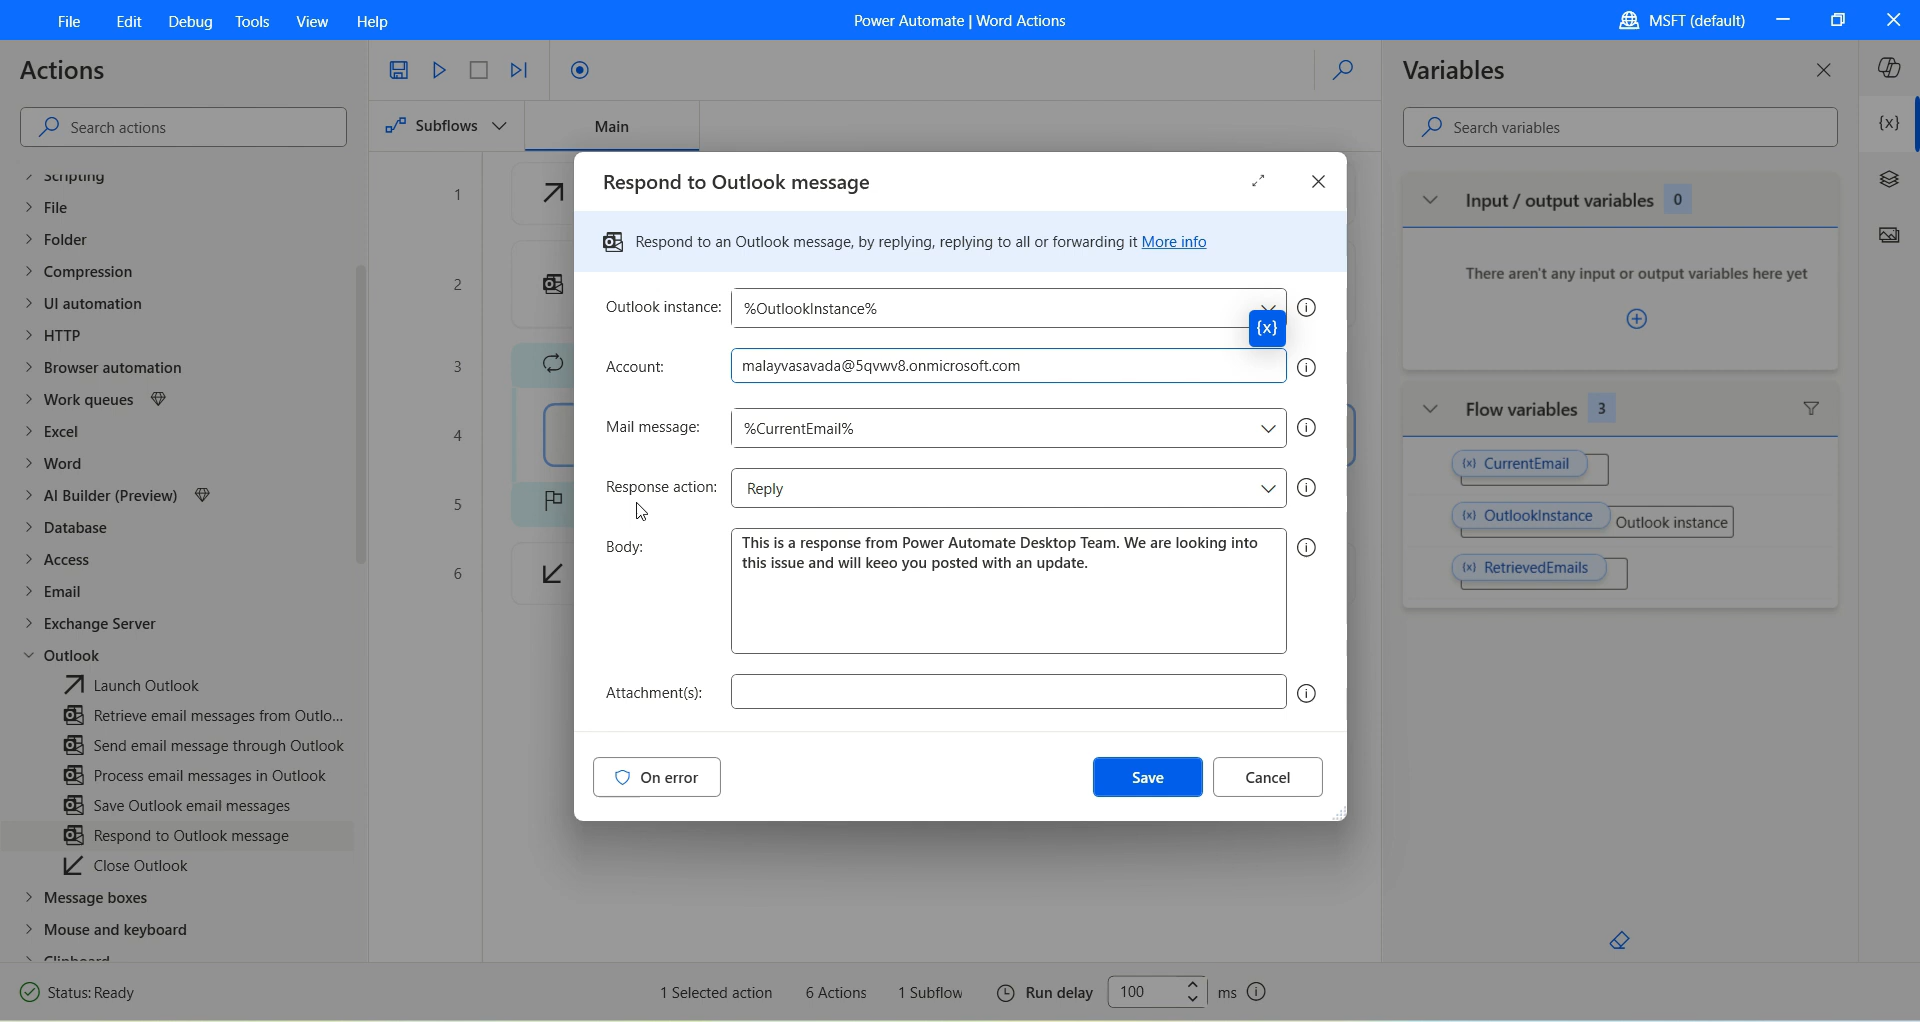 File Edit Debug Tools View Help
Power Automate | Word Actions
MSFT (default)
Actions
Search actions
Scripting
File
Folder
Compression
UI automation
HTTP
Browser automation
Work queues
Excel
Word
AI Builder (Preview)
Database
Access
Email
Exchange Server
Outlook
Launch Outlook
Retrieve email messages from Outlo...
Send email message through Outlook
Process email messages in Outlook
Save Outlook email messages
Respond to Outlook message
Close Outlook
Message boxes
Mouse and keyboard
Clipboard
Subflows
Main
1
2
3
4
5
6
Respond to Outlook message
Respond to an Outlook message, by replying, replying to all or forwarding it More info
Outlook instance: %OutlookInstance%
{x}
Account: malayvasavada@5qvwv8.onmicrosoft.com
Mail message: %CurrentEmail%
Response action: Reply
Body: This is a response from Power Automate Desktop Team. We are looking into
this issue and will keeo you posted with an update.
Attachment(s):
On error
Save
Cancel
Variables
Search variables
{x}
Input / output variables 0
There aren't any input or output variables here yet
Flow variables 3
(x) CurrentEmail
(x) OutlookInstance Outlook instance
(x) RetrievedEmails
Status: Ready
1 Selected action
6 Actions
1 Subflow
Run delay 100 ms